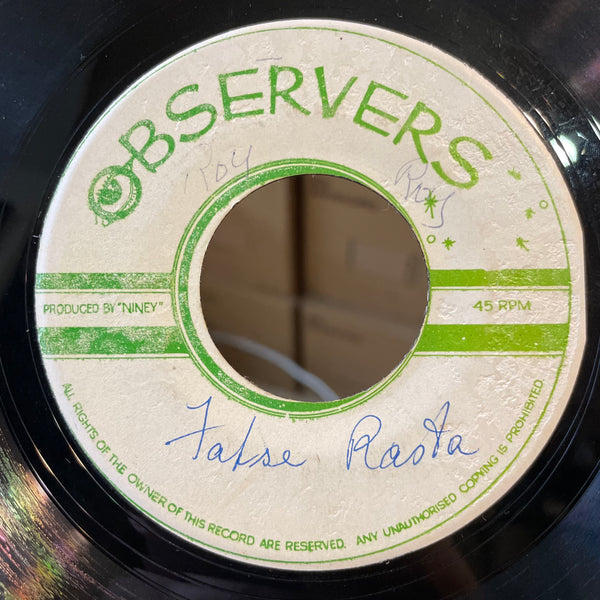 OBSERVERS
Roy
Roy
PRODUCED BY "NINEY"
45 RPM
False Rasta
ALL RIGHTS OF THE OWNER OF THIS RECORD ARE RESERVED. ANY UNAUTHORISED COPYING IS PROHIBITED.